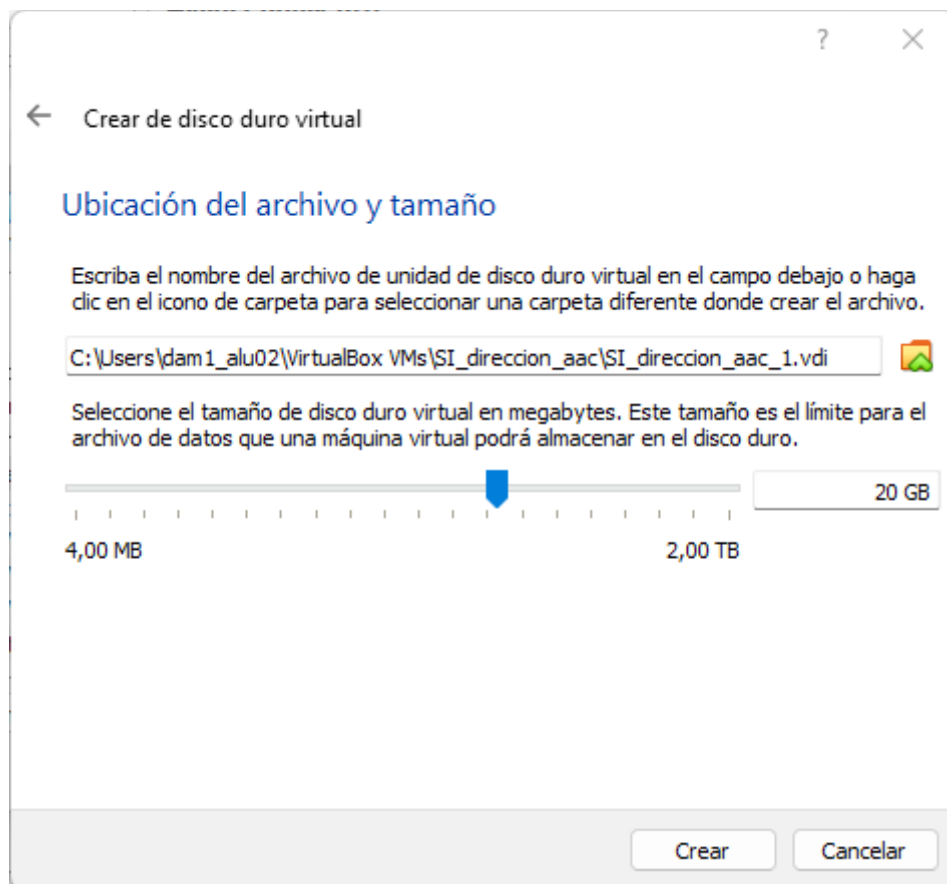 ?
Crear de disco duro virtual
Ubicación del archivo y tamaño
Escriba el nombre del archivo de unidad de disco duro virtual en el campo debajo o haga
clic en el icono de carpeta para seleccionar una carpeta diferente donde crear el archivo.
C:\Users\dam1_alu02\VirtualBox VMs\SI_direccion_aac\SI_direccion_aac_1.vdi
Seleccione el tamaño de disco duro virtual en megabytes. Este tamaño es el límite para el
archivo de datos que una máquina virtual podrá almacenar en el disco duro.
20 GB
4,00 MB 2,00 TB
Crear Cancelar